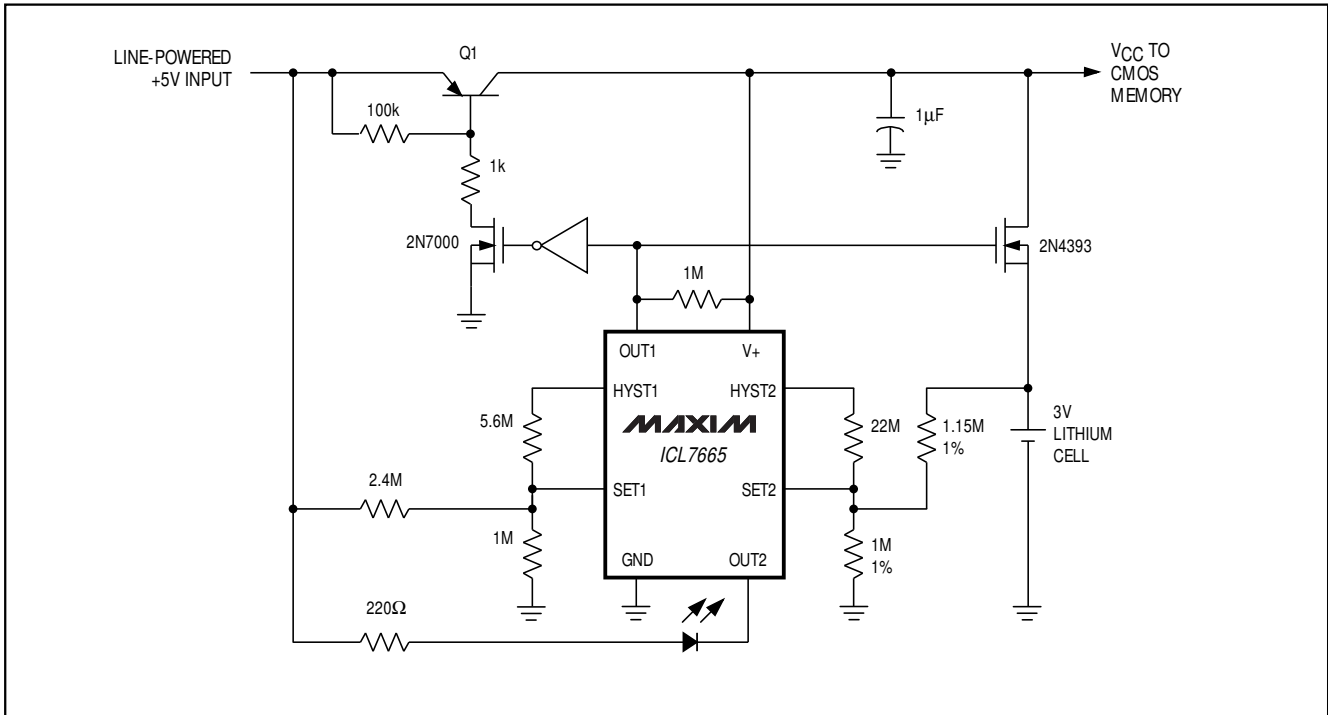 LINE-POWERED
+5V INPUT
Q1
VCC TO
CMOS
MEMORY
100k
1µF
1k
2N7000
2N4393
1M
OUT1
V+
HYST1
HYST2
5.6M
MAXIM
ICL7665
22M
1.15M
1%
3V
LITHIUM
CELL
2.4M
SET1
SET2
1M
1M
1%
GND
OUT2
220Ω